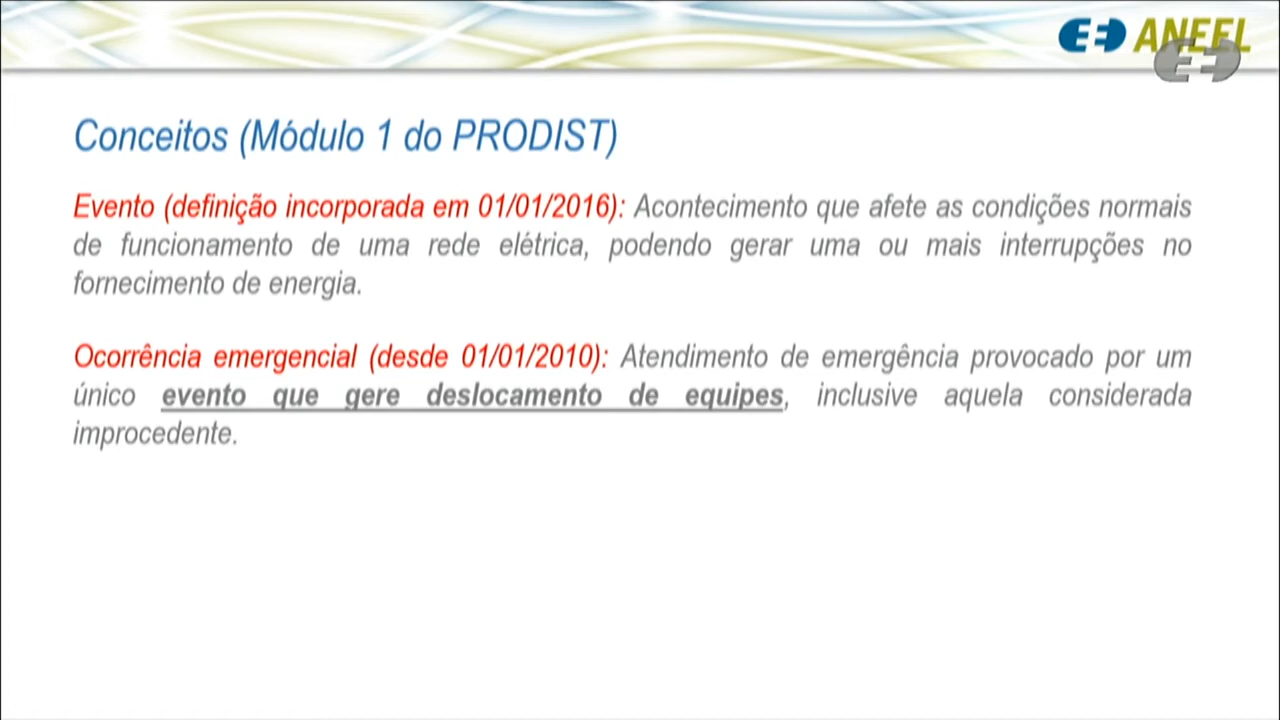 ANEEL
Conceitos (Módulo 1 do PRODIST)
Evento (definição incorporada em 01/01/2016): Acontecimento que afete as condições normais
de funcionamento de uma rede elétrica, podendo gerar uma ou mais interrupções no
fornecimento de energia.
Ocorrência emergencial (desde 01/01/2010): Atendimento de emergência provocado por um
único evento que gere deslocamento de equipes, inclusive aquela considerada
improcedente.